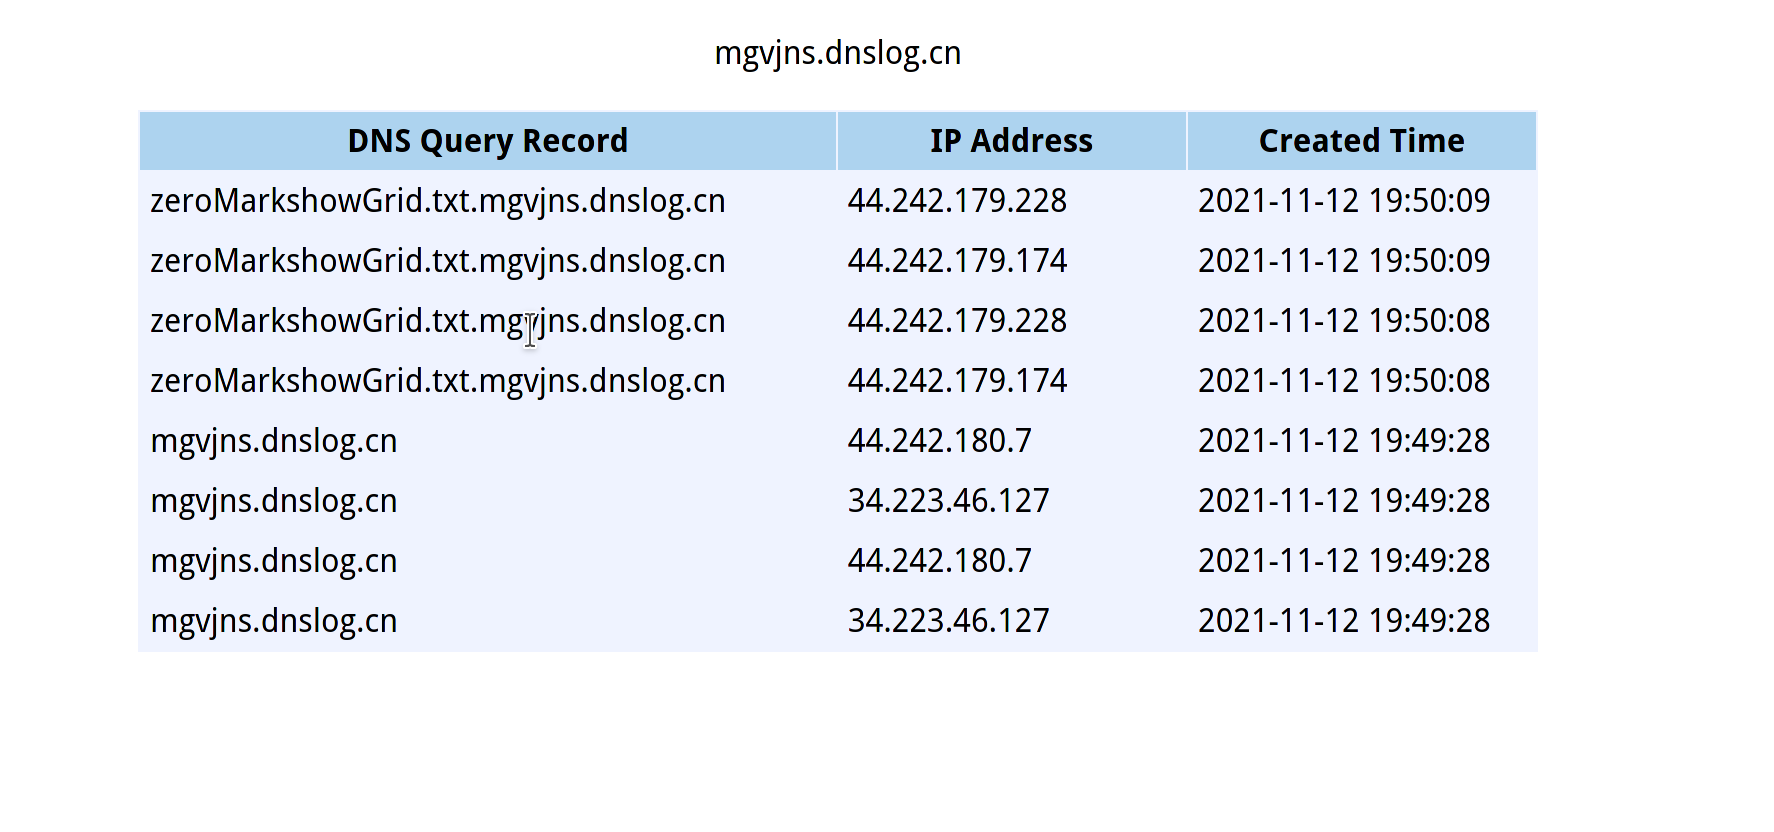 mgvjns.dnslog.cn
DNS Query Record IP Address Created Time
zeroMarkshowGrid.txt.mgvjns.dnslog.cn 44.242.179.228 2021-11-12 19:50:09
zeroMarkshowGrid.txt.mgvjns.dnslog.cn 44.242.179.174 2021-11-12 19:50:09
zeroMarkshowGrid.txt.mgvjns.dnslog.cn 44.242.179.228 2021-11-12 19:50:08
zeroMarkshowGrid.txt.mgvjns.dnslog.cn 44.242.179.174 2021-11-12 19:50:08
mgvjns.dnslog.cn 44.242.180.7 2021-11-12 19:49:28
mgvjns.dnslog.cn 34.223.46.127 2021-11-12 19:49:28
mgvjns.dnslog.cn 44.242.180.7 2021-11-12 19:49:28
mgvjns.dnslog.cn 34.223.46.127 2021-11-12 19:49:28